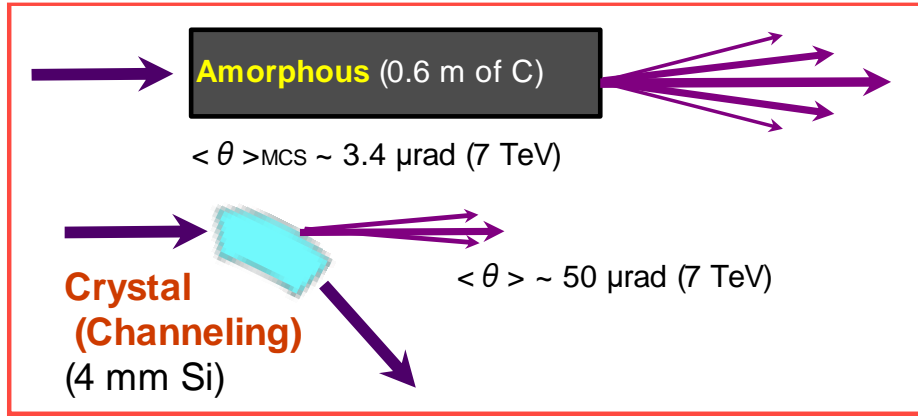 Amorphous (0.6 m of C)
< θ >MCS ~ 3.4 μrad (7 TeV)
< θ > ~ 50 μrad (7 TeV)
Crystal
(Channeling)
(4 mm Si)